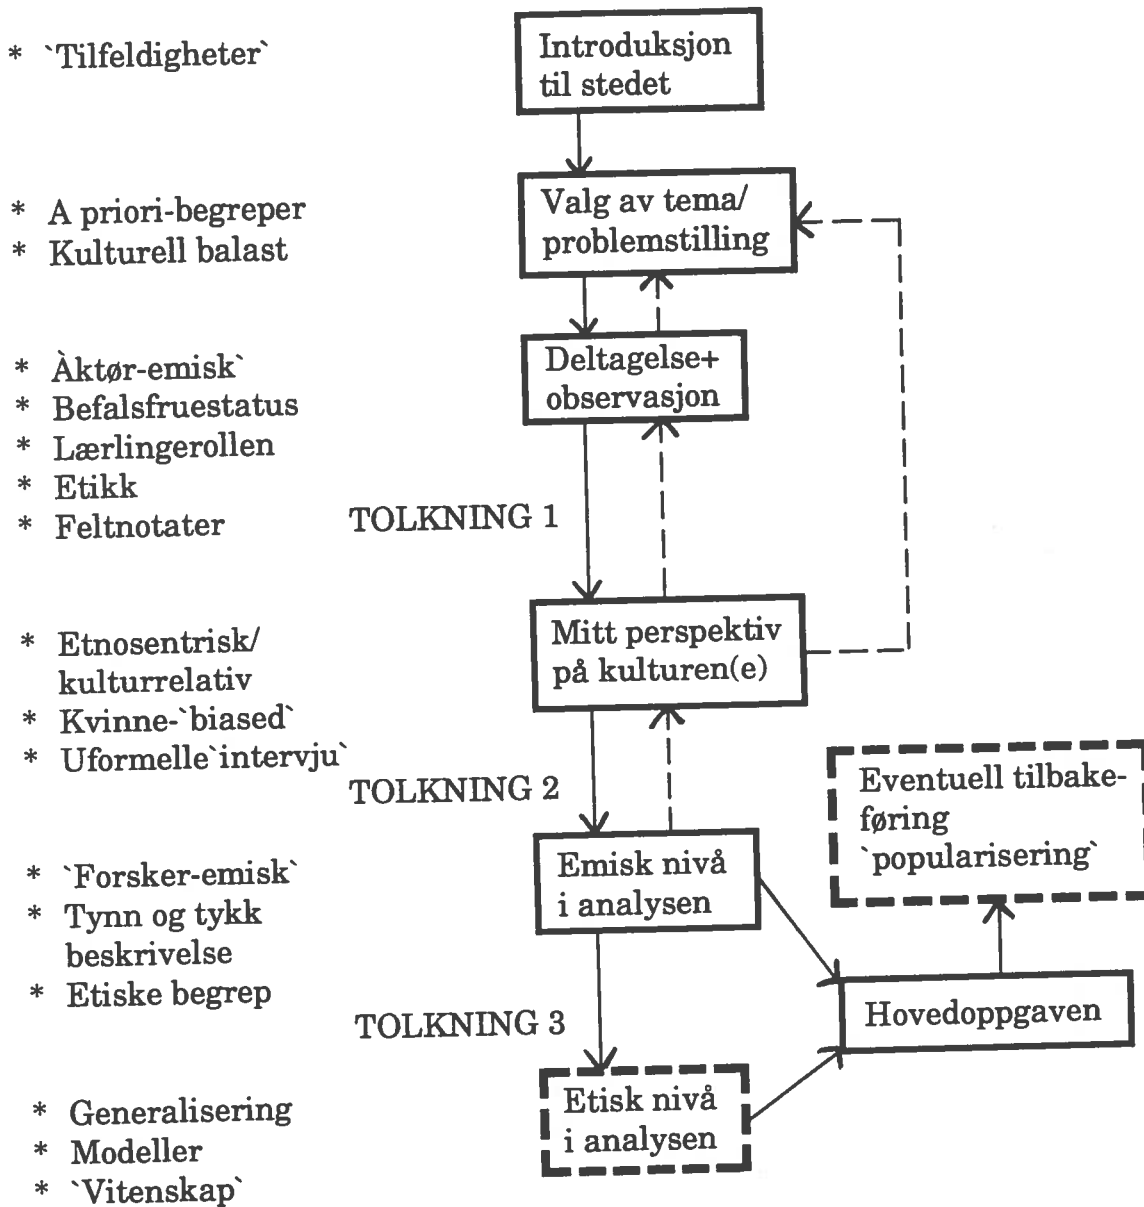 * `Tilfeldigheter`
Introduksjon
til stedet
* A priori-begreper
* Kulturell balast
Valg av tema/
problemstilling
* Àktør-emisk`
* Befalsfruestatus
* Lærlingerollen
* Etikk
* Feltnotater
Deltagelse+
observasjon
TOLKNING 1
* Etnosentrisk/
kulturrelativ
* Kvinne-`biased`
* Uformelle`intervju`
Mitt perspektiv
på kulturen(e)
TOLKNING 2
Eventuell tilbake-
føring
`popularisering`
* `Forsker-emisk`
* Tynn og tykk
beskrivelse
* Etiske begrep
Emisk nivå
i analysen
TOLKNING 3
Hovedoppgaven
* Generalisering
* Modeller
* `Vitenskap`
Etisk nivå
i analysen